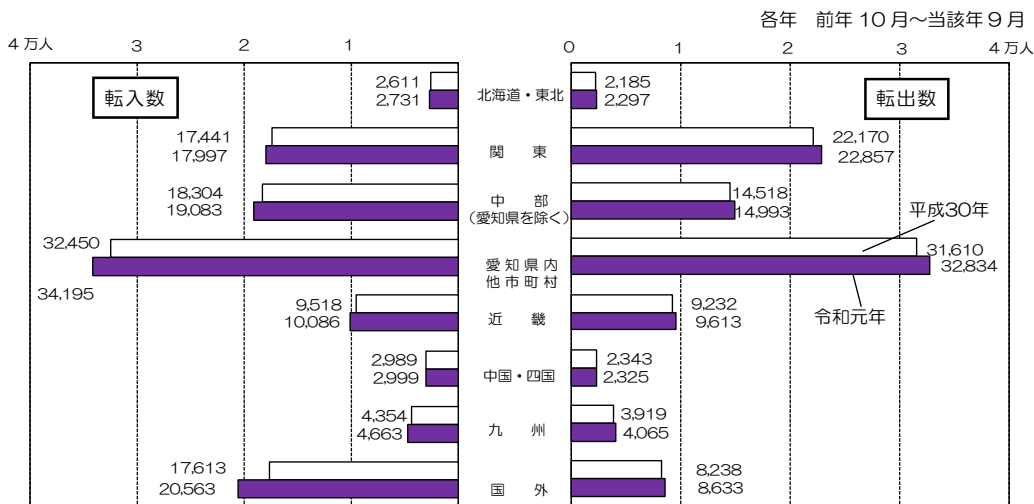 各年 前年10月～当該年9月
4万人 3 2 1 0 1 2 3 4万人
転入数 転出数
2,611 北海道・東北 2,185
2,731 2,297
17,441 関 東 22,170
17,997 22,857
18,304 中 部 14,518
19,083 (愛知県を除く) 14,993
平成30年
32,450 愛知県内 31,610
34,195 他市町村 32,834
9,518 近 畿 9,232
10,086 9,613
令和元年
2,989 中国・四国 2,343
2,999 2,325
4,354 九 州 3,919
4,663 4,065
17,613 国 外 8,238
20,563 8,633